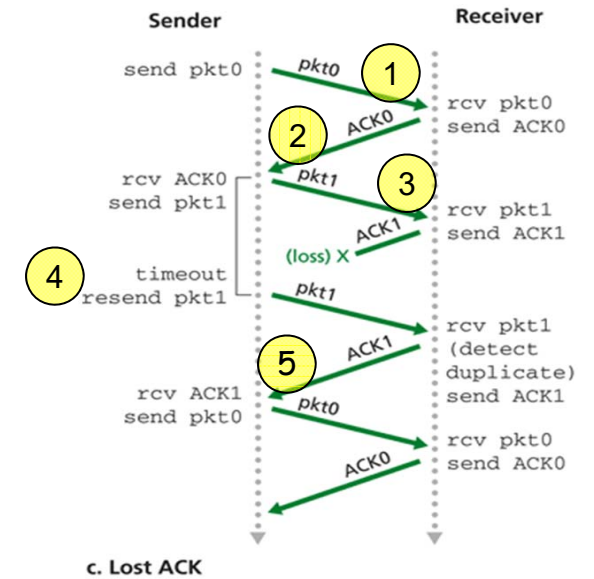 Sender
Receiver
send pkt0
pkt0
1
rcv pkt0
send ACK0
ACK0
2
rcv ACK0
send pkt1
pkt1
3
rcv pkt1
send ACK1
ACK1
(loss) X
4
timeout
resend pkt1
pkt1
rcv pkt1
(detect
duplicate)
send ACK1
ACK1
5
rcv ACK1
send pkt0
pkt0
rcv pkt0
send ACK0
ACK0
c. Lost ACK